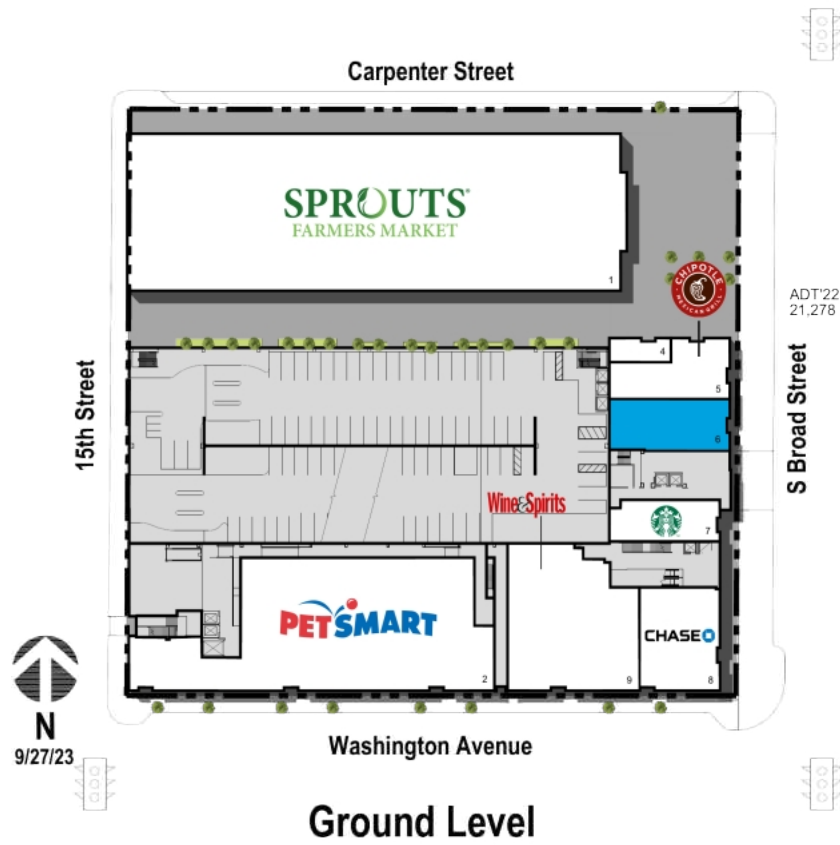 Carpenter Street
SPROUTS
FARMERS MARKET
1
CHIPOTLE
MEXICAN GRILL
ADT'22
21,278
15th Street
S Broad Street
4
5
6
Wine&Spirits
7
PETSMART
CHASE
2
9
8
N
9/27/23
Washington Avenue
Ground Level